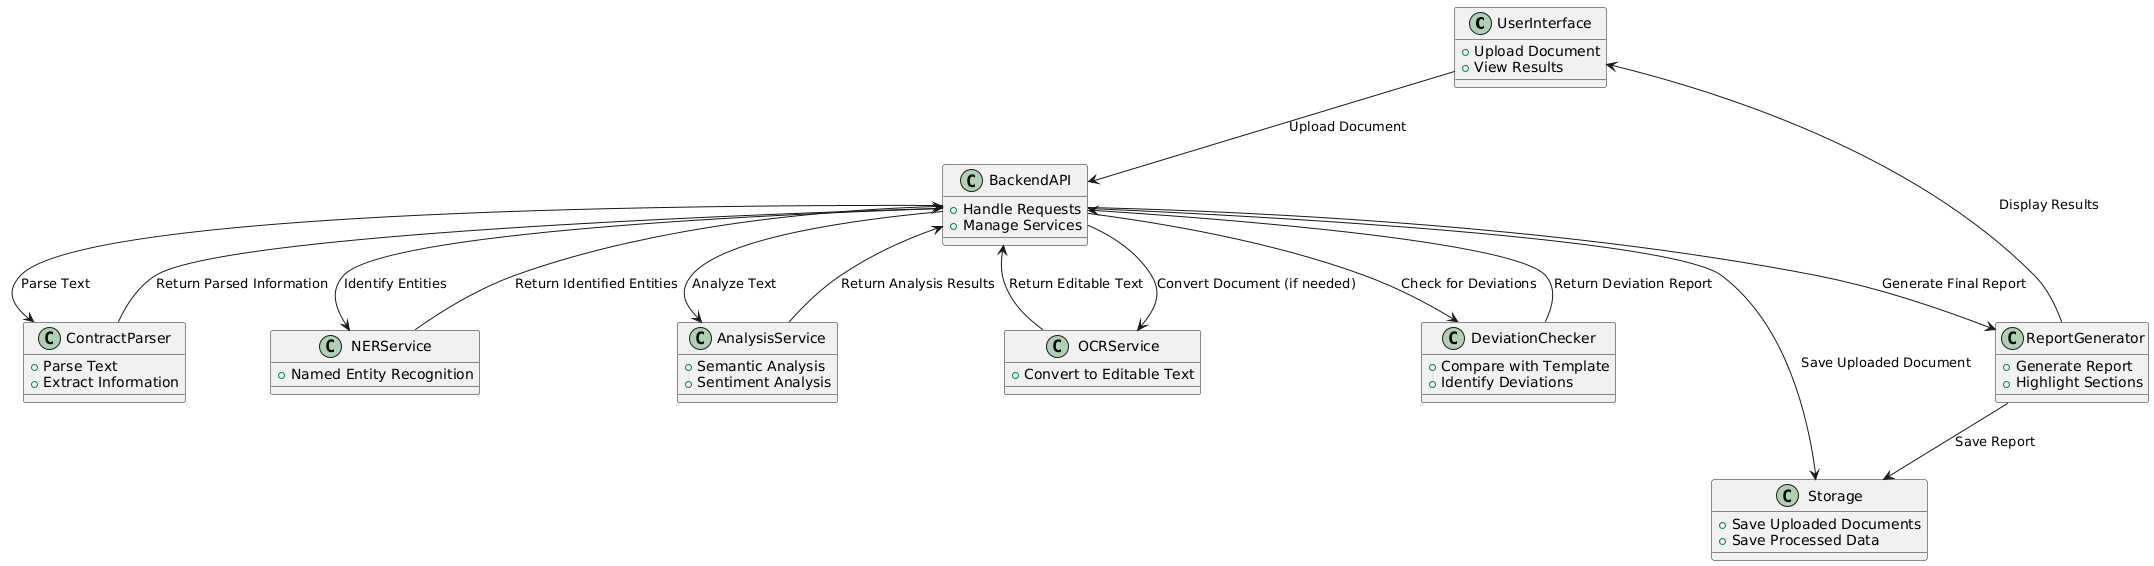 C UserInterface
Upload Document
View Results
Upload Document
C BackendAPI
Handle Requests
Manage Services
Display Results
Parse Text
Return Parsed Information
Identify Entities
Return Identified Entities
Analyze Text
Return Analysis Results
Return Editable Text
Convert Document (if needed)
Check for Deviations
Return Deviation Report
Generate Final Report
C ContractParser
Parse Text
Extract Information
C NERService
Named Entity Recognition
C AnalysisService
Semantic Analysis
Sentiment Analysis
C OCRService
Convert to Editable Text
C DeviationChecker
Compare with Template
Identify Deviations
Save Uploaded Document
C ReportGenerator
Generate Report
Highlight Sections
Save Report
C Storage
Save Uploaded Documents
Save Processed Data